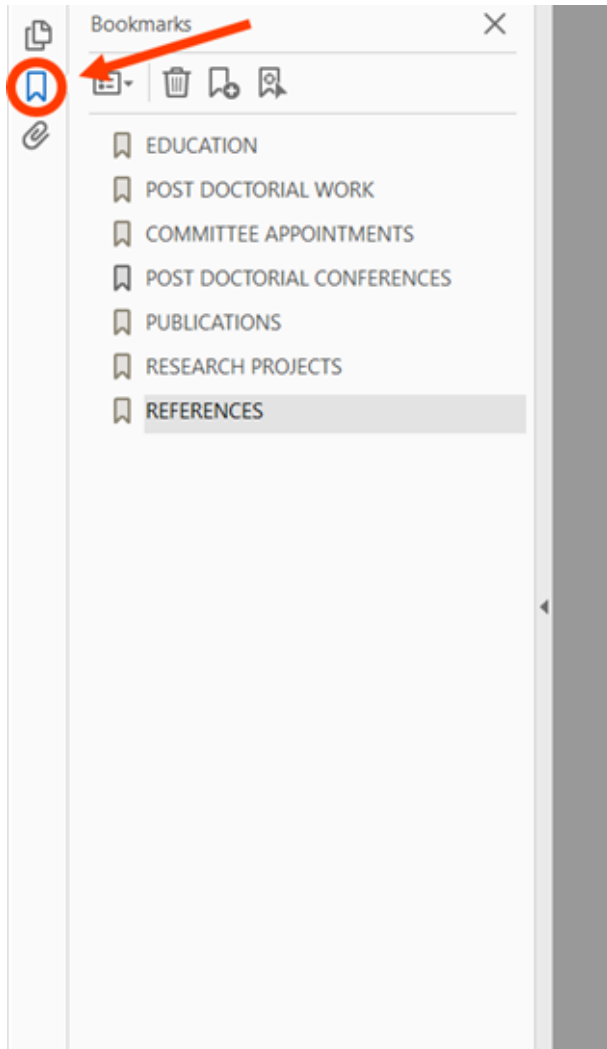 Bookmarks
EDUCATION
POST DOCTORIAL WORK
COMMITTEE APPOINTMENTS
POST DOCTORIAL CONFERENCES
PUBLICATIONS
RESEARCH PROJECTS
REFERENCES